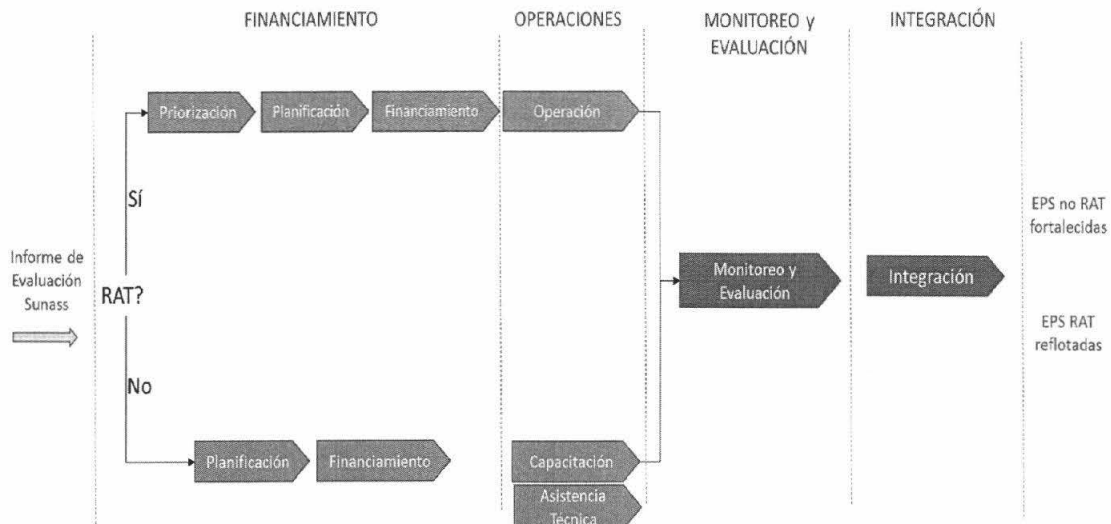 FINANCIAMIENTO
OPERACIONES
MONITOREO y
EVALUACIÓN
INTEGRACIÓN
Priorización
Planificación
Financiamiento
Operación
Sí
Informe de
Evaluación
Sunass
RAT?
No
Planificación
Financiamiento
Capacitación
Asistencia
Técnica
Monitoreo y
Evaluación
Integración
EPS no RAT
fortalecidas
EPS RAT
reflotadas